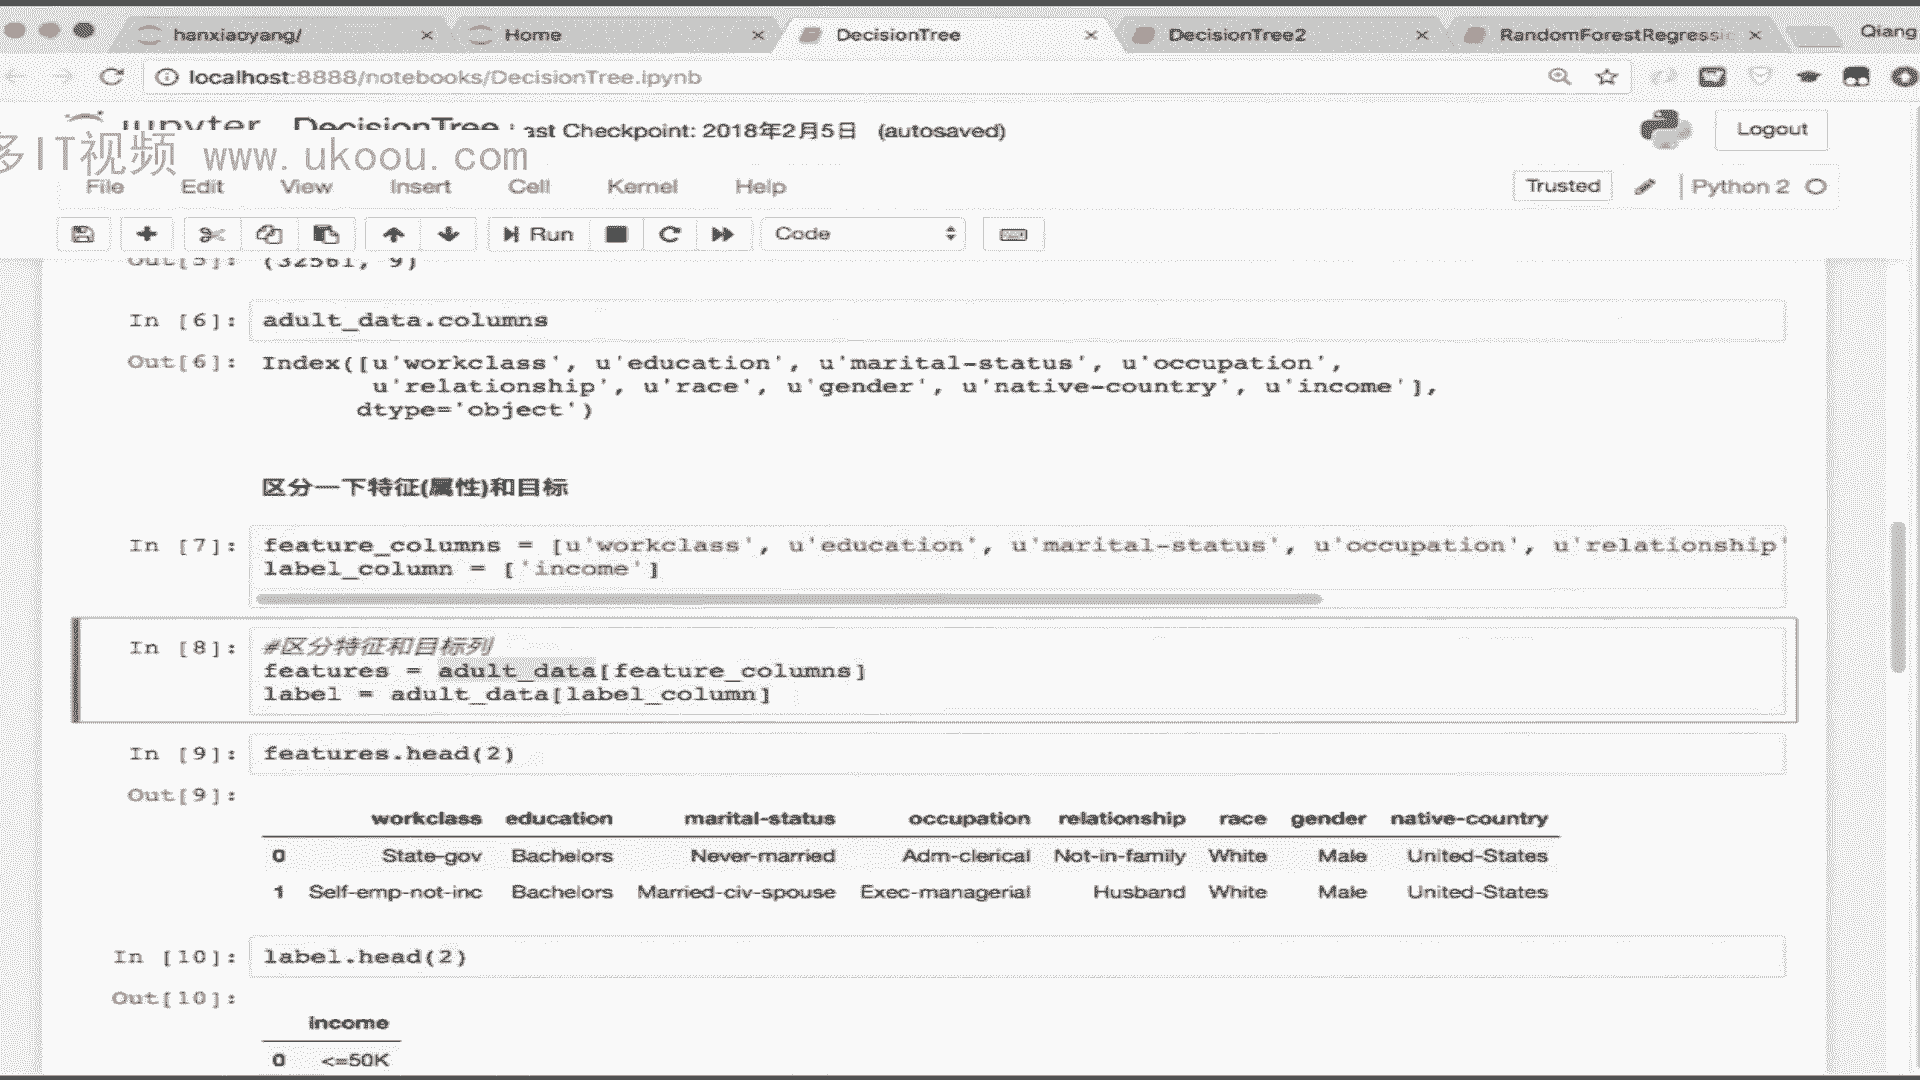 hanxiaoyang/ Home DecisionTree DecisionTree2 RandomForestRegressi Qiang
localhost:8888/notebooks/DecisionTree.ipynb
jupyter DecisionTree ast Checkpoint: 2018年2月5日 (autosaved) Logout
多IT视频 www.ukoou.com
File Edit View Insert Cell Kernel Help Trusted Python 2
Run Code
Out[5]: (32561, 9)
In [6]: adult_data.columns
Out[6]: Index([u'workclass', u'education', u'marital-status', u'occupation',
u'relationship', u'race', u'gender', u'native-country', u'income'],
dtype='object')
区分一下特征(属性)和目标
In [7]: feature_columns = [u'workclass', u'education', u'marital-status', u'occupation', u'relationship'
label_column = ['income']
In [8]: #区分特征和目标列
features = adult_data[feature_columns]
label = adult_data[label_column]
In [9]: features.head(2)
Out[9]:
workclass education marital-status occupation relationship race gender native-country
0 State-gov Bachelors Never-married Adm-clerical Not-in-family White Male United-States
1 Self-emp-not-inc Bachelors Married-civ-spouse Exec-managerial Husband White Male United-States
In [10]: label.head(2)
Out[10]:
income
0 <=50K